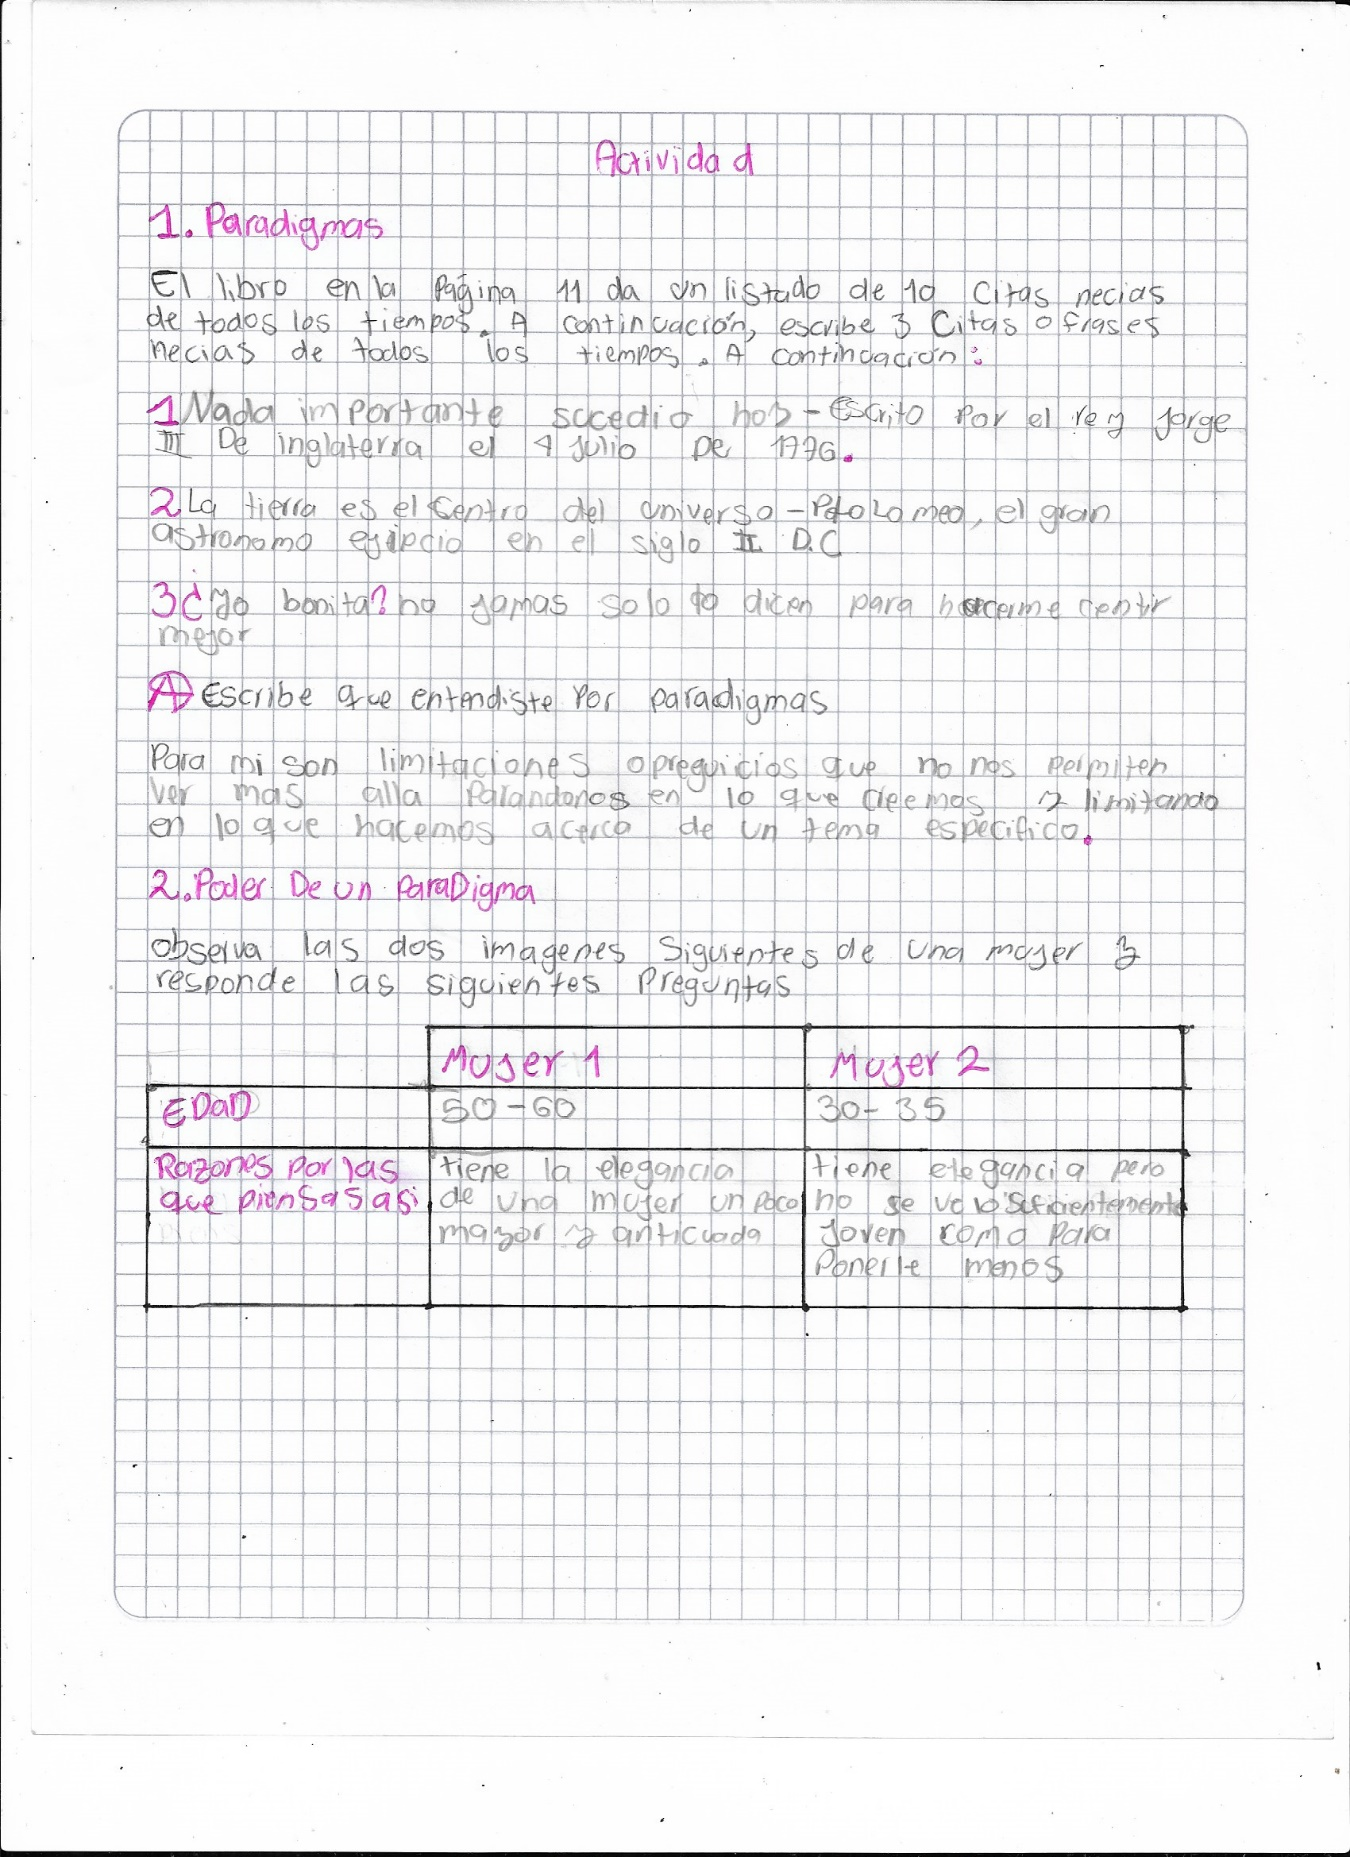 Actividad
1. Paradigmas
El libro en la Pagina 11 da un listado de 10 Citas necias
de todos los tiempos. A continuación, escribe 3 Citas o frases
necias de todos los tiempos. A continuación:
1 Nada importante sucedio hoy - Escrito Por el rey Jorge
III De inglaterra el 4 Julio De 1776.
2 La tierra es el Centro del universo - Ptolomeo, el gran
astronomo egipcio en el siglo II D.C
3 ¿Yo bonita? no jamas solo lo dicen para hacerme centir
mejor
A Escribe que entendiste Por paradigmas
Para mi son limitaciones o preguicios que no nos permiten
ver mas alla Parandonos en lo que creemos y limitando
en lo que hacemos acerca de un tema especifico.
2. Poder De un ParaDigma
observa las dos imagenes Siguientes de una mujer y
responde las siguientes Preguntas
Mujer 1 Mujer 2
EDaD 50-60 30-35
Razones por las tiene la elegancia tiene elegancia pero
que piensas asi de una mujer un poco no se ve lo suficientemente
mayor y anticuada Joven como Para
Ponerle menos